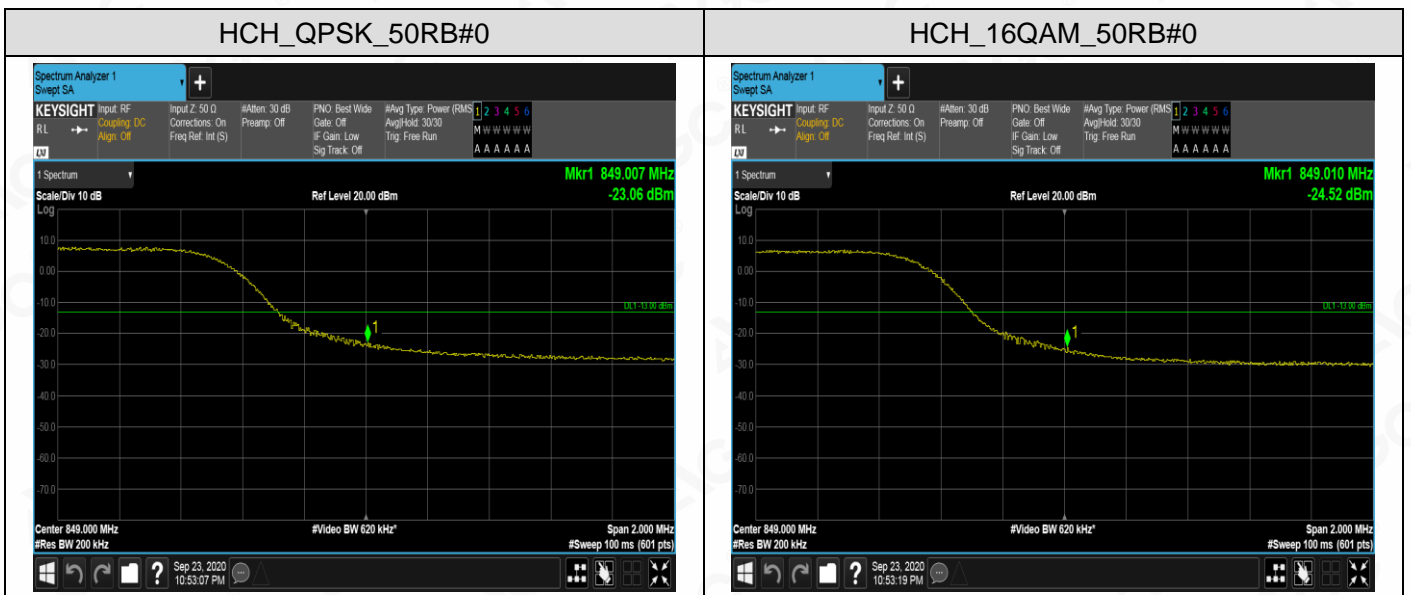 HCH_QPSK_50RB#0
Spectrum Analyzer 1
Swept SA
KEYSIGHT Input: RF Input Z: 50 Ω #Atten: 30 dB PNO: Best Wide #Avg Type: Power (RMS 1 2 3 4 5 6
RL Coupling: DC Corrections: On Preamp: Off Gate: Off Avg|Hold: 30/30 M W W W W W
Align: Off Freq Ref: Int (S) IF Gain: Low Trig: Free Run
Sig Track: Off A A A A A A
1 Spectrum Mkr1 849.007 MHz
Scale/Div 10 dB Ref Level 20.00 dBm -23.06 dBm
Log
10.0
0.00
-10.0 DL1 -13.00 dBm
-20.0 1
-30.0
-40.0
-50.0
-60.0
-70.0
Center 849.000 MHz #Video BW 620 kHz* Span 2.000 MHz
#Res BW 200 kHz #Sweep 100 ms (601 pts)
? Sep 23, 2020
10:53:07 PM
HCH_16QAM_50RB#0
Spectrum Analyzer 1
Swept SA
KEYSIGHT Input: RF Input Z: 50 Ω #Atten: 30 dB PNO: Best Wide #Avg Type: Power (RMS 1 2 3 4 5 6
RL Coupling: DC Corrections: On Preamp: Off Gate: Off Avg|Hold: 30/30 M W W W W W
Align: Off Freq Ref: Int (S) IF Gain: Low Trig: Free Run
Sig Track: Off A A A A A A
1 Spectrum Mkr1 849.010 MHz
Scale/Div 10 dB Ref Level 20.00 dBm -24.52 dBm
Log
10.0
0.00
-10.0 DL1 -13.00 dBm
-20.0 1
-30.0
-40.0
-50.0
-60.0
-70.0
Center 849.000 MHz #Video BW 620 kHz* Span 2.000 MHz
#Res BW 200 kHz #Sweep 100 ms (601 pts)
? Sep 23, 2020
10:53:19 PM